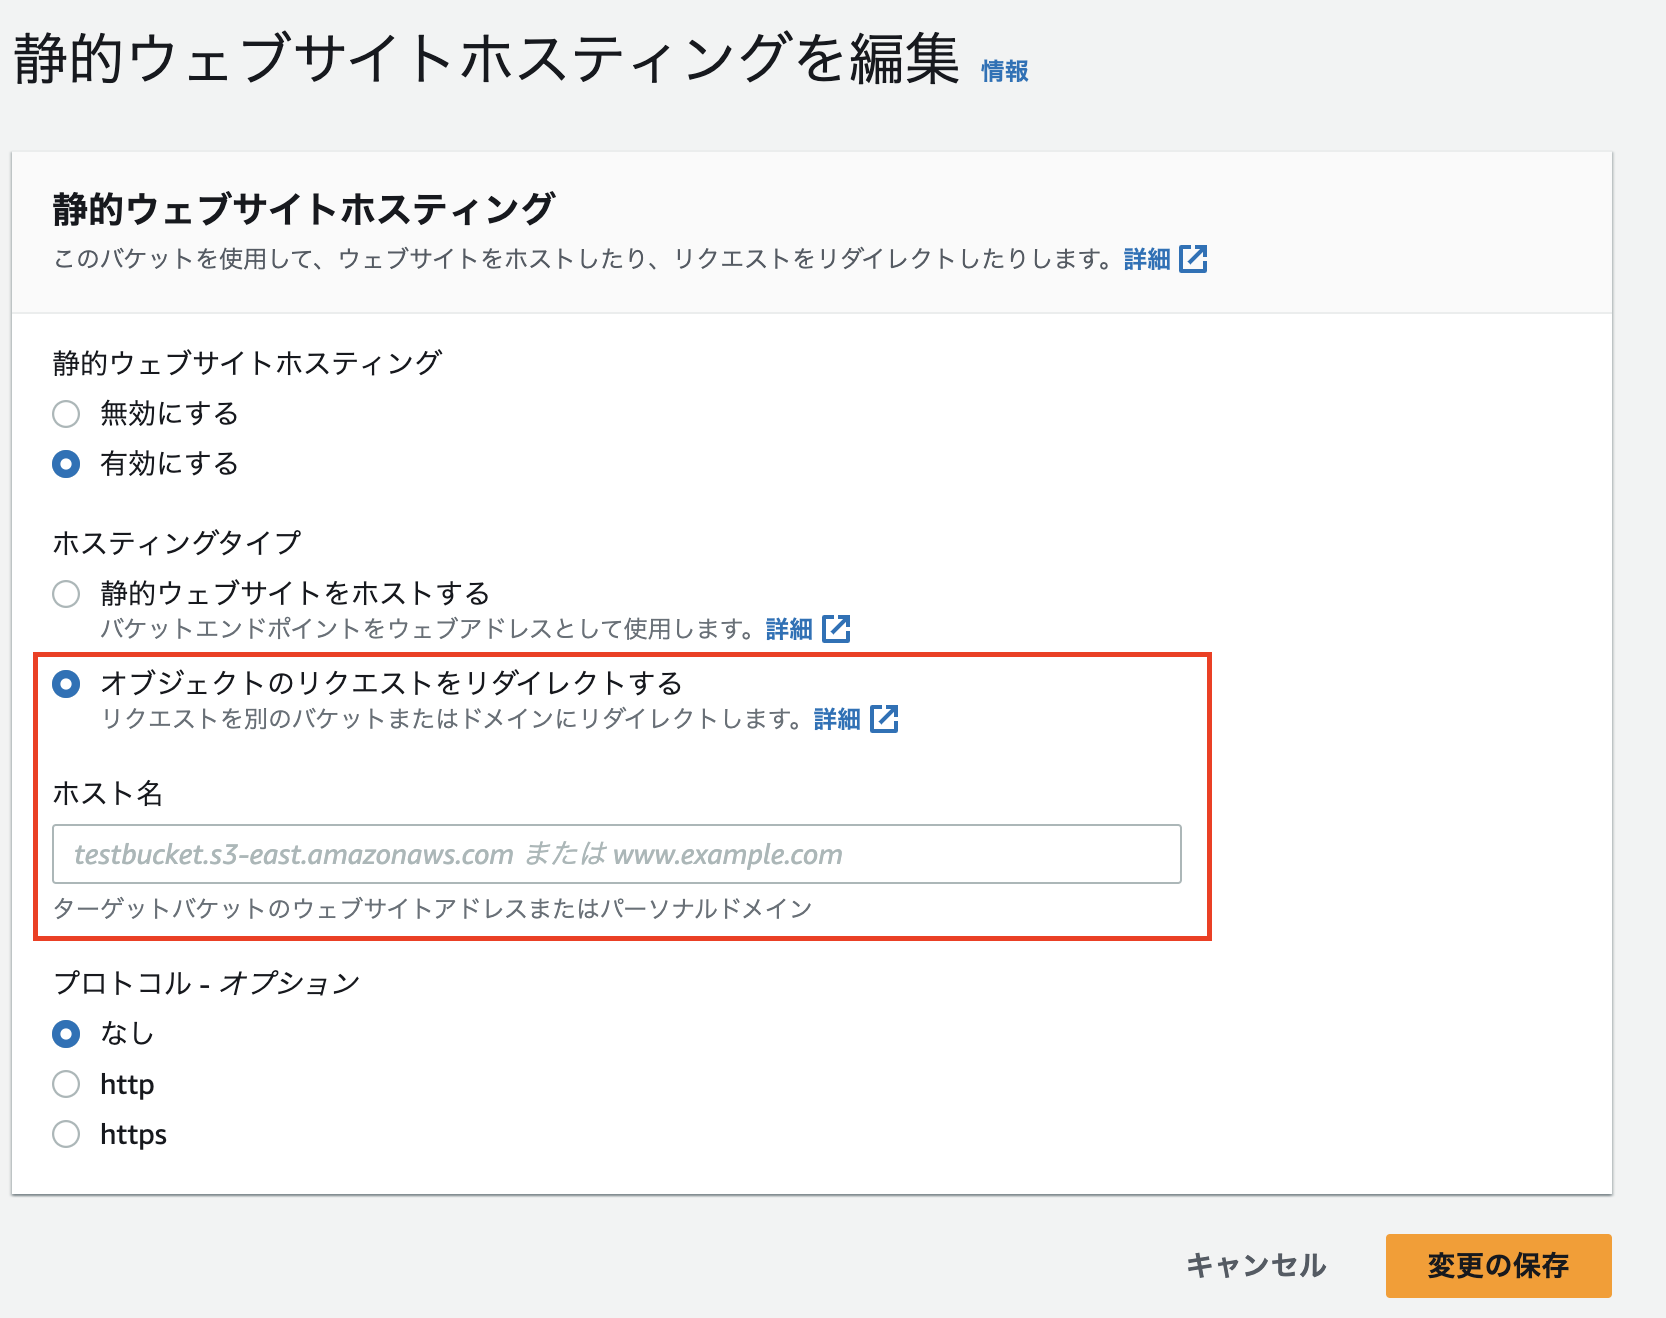 静的ウェブサイトホスティングを編集 情報
静的ウェブサイトホスティング
このバケットを使用して、ウェブサイトをホストしたり、リクエストをリダイレクトしたりします。詳細
静的ウェブサイトホスティング
無効にする
有効にする
ホスティングタイプ
静的ウェブサイトをホストする
バケットエンドポイントをウェブアドレスとして使用します。詳細
オブジェクトのリクエストをリダイレクトする
リクエストを別のバケットまたはドメインにリダイレクトします。詳細
ホスト名
testbucket.s3-east.amazonaws.com または www.example.com
ターゲットバケットのウェブサイトアドレスまたはパーソナルドメイン
プロトコル - オプション
なし
http
https
キャンセル 変更の保存